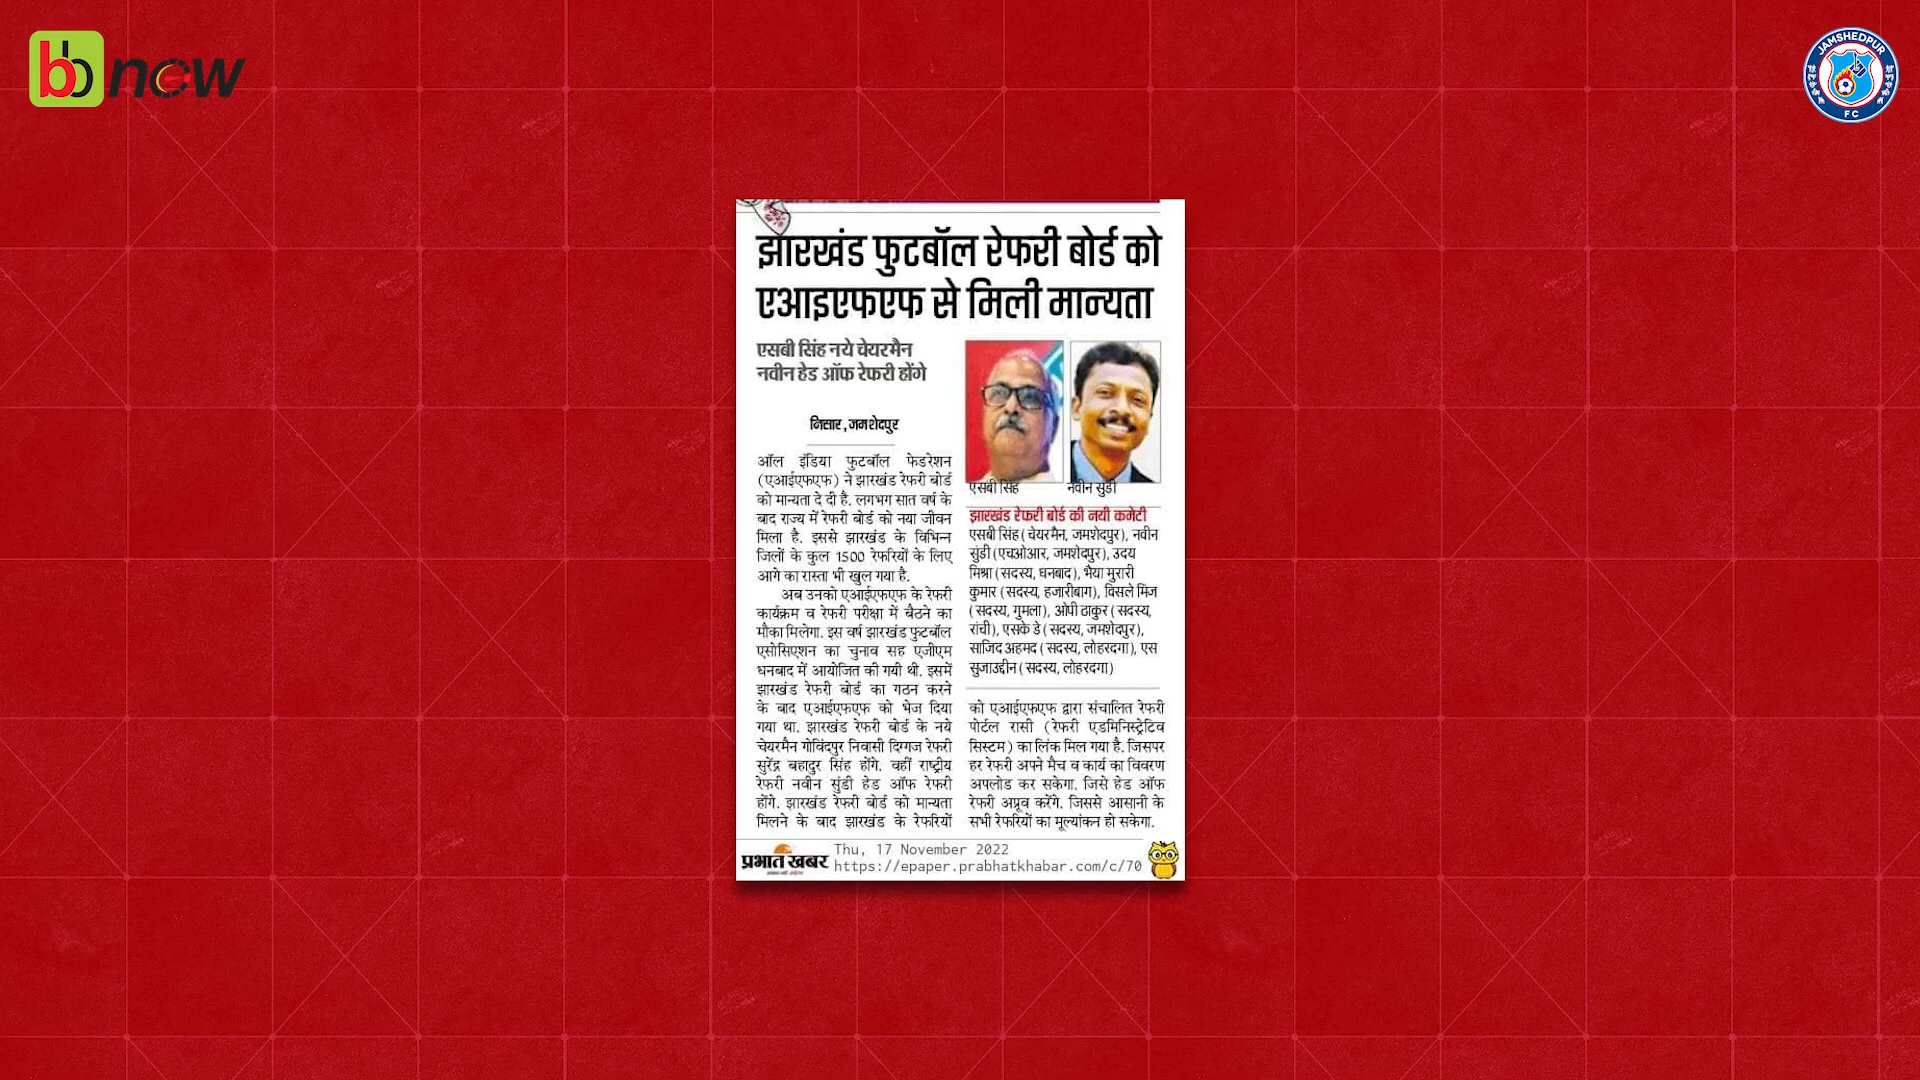 bb now
JAMSHEDPUR
FC
झारखंड फुटबॉल रेफरी बोर्ड को
एआइएफएफ से मिली मान्यता
एसबी सिंह नये चेयरमैन
नवीन हेड ऑफ रेफरी होंगे
निसार, जमशेदपुर
ऑल इंडिया फुटबॉल फेडरेशन
(एआईएफएफ) ने झारखंड रेफरी बोर्ड
को मान्यता दे दी है. लगभग सात वर्ष के
बाद राज्य में रेफरी बोर्ड को नया जीवन
मिला है. इससे झारखंड के विभिन्न
जिलों के कुल 1500 रेफरियों के लिए
आगे का रास्ता भी खुल गया है.
अब उनको एआईएफएफ के रेफरी
कार्यक्रम व रेफरी परीक्षा में बैठने का
मौका मिलेगा. इस वर्ष झारखंड फुटबॉल
एसोसिएशन का चुनाव सह एजीएम
धनबाद में आयोजित की गयी थी. इसमें
झारखंड रेफरी बोर्ड का गठन करने
के बाद एआईएफएफ को भेज दिया
गया था. झारखंड रेफरी बोर्ड के नये
चेयरमैन गोविंदपुर निवासी दिग्गज रेफरी
सुरेंद्र बहादुर सिंह होंगे. वहीं राष्ट्रीय
रेफरी नवीन सुंडी हेड ऑफ रेफरी
होंगे. झारखंड रेफरी बोर्ड को मान्यता
मिलने के बाद झारखंड के रेफरियों
एसबी सिंह
नवीन सुंडी
झारखंड रेफरी बोर्ड की नयी कमेटी
एसबी सिंह (चेयरमैन, जमशेदपुर), नवीन
सुंडी (एचओआर, जमशेदपुर), उदय
मिश्रा (सदस्य, धनबाद), भैया मुरारी
कुमार (सदस्य, हजारीबाग), विसले मिंज
(सदस्य, गुमला), ओपी ठाकुर (सदस्य,
रांची), एसके डे (सदस्य, जमशेदपुर),
साजिद अहमद (सदस्य, लोहरदगा), एस
सुजाउद्दीन (सदस्य, लोहरदगा)
को एआईएफएफ द्वारा संचालित रेफरी
पोर्टल रासी (रेफरी एडमिनिस्ट्रेटिव
सिस्टम) का लिंक मिल गया है. जिसपर
हर रेफरी अपने मैच व कार्य का विवरण
अपलोड कर सकेगा. जिसे हेड ऑफ
रेफरी अप्रूव करेंगे. जिससे आसानी के
सभी रेफरियों का मूल्यांकन हो सकेगा.
प्रभात खबर
Thu, 17 November 2022
https://epaper.prabhatkhabar.com/c/70